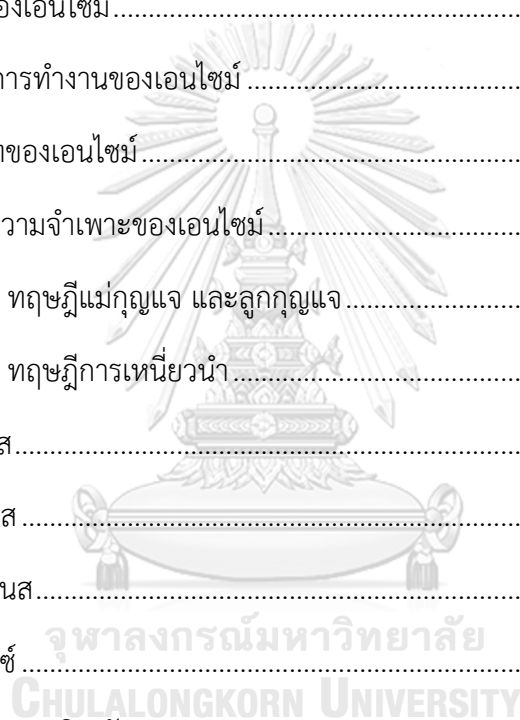 ของเอนไซม์
การทำงานของเอนไซม์
ของเอนไซม์
ความจำเพาะของเอนไซม์
ทฤษฎีแม่กุญแจ และลูกกุญแจ
ทฤษฎีการเหนี่ยวนำ
ส
ส
นส
จุฬาลงกรณ์มหาวิทยาลัย
ซ์
CHULALONGKORN UNIVERSITY